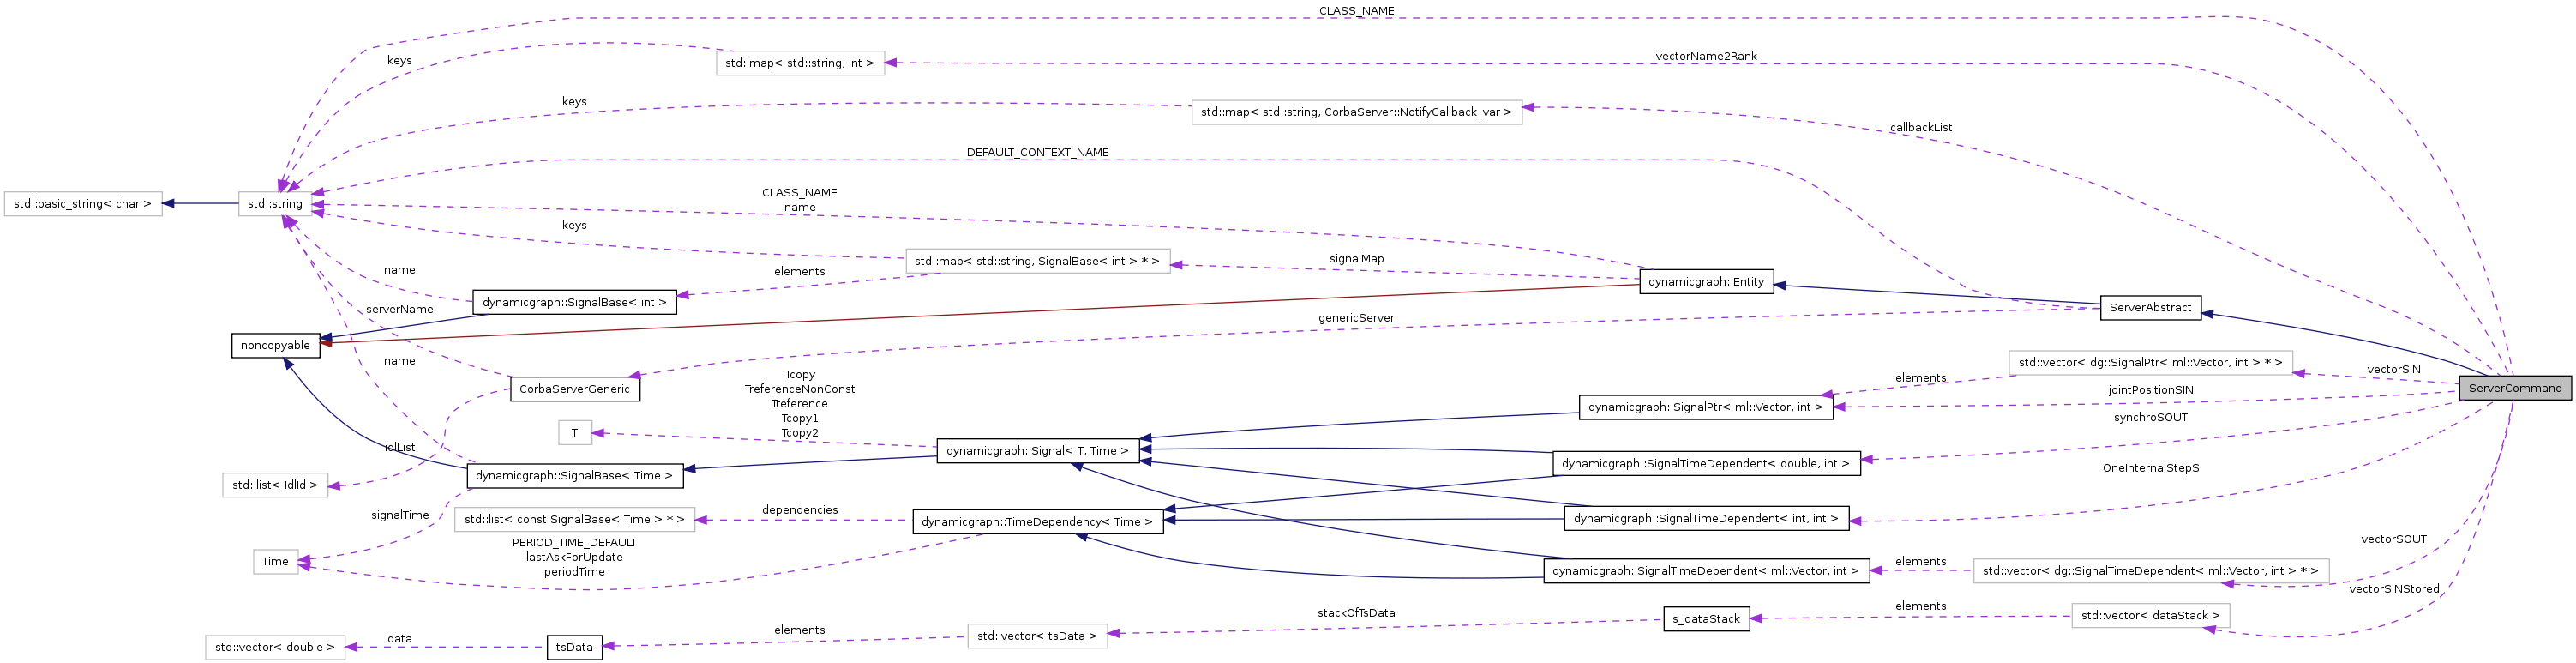 CLASS_NAME
keys
std::map< std::string, int >
vectorName2Rank
keys
std::map< std::string, CorbaServer::NotifyCallback_var >
callbackList
DEFAULT_CONTEXT_NAME
std::basic_string< char >
std::string
CLASS_NAME
name
keys
std::map< std::string, SignalBase< int > * >
signalMap
dynamicgraph::Entity
name
elements
dynamicgraph::SignalBase< int >
serverName
genericServer
ServerAbstract
noncopyable
name
CorbaServerGeneric
Tcopy
TreferenceNonConst
Treference
Tcopy1
Tcopy2
T
elements
std::vector< dg::SignalPtr< ml::Vector, int > * >
vectorSIN
ServerCommand
dynamicgraph::SignalPtr< ml::Vector, int >
jointPositionSIN
synchroSOUT
idlList
dynamicgraph::Signal< T, Time >
dynamicgraph::SignalTimeDependent< double, int >
OneInternalStepS
std::list< IdlId >
dynamicgraph::SignalBase< Time >
signalTime
std::list< const SignalBase< Time > * >
dependencies
dynamicgraph::TimeDependency< Time >
dynamicgraph::SignalTimeDependent< int, int >
Time
PERIOD_TIME_DEFAULT
lastAskForUpdate
periodTime
dynamicgraph::SignalTimeDependent< ml::Vector, int >
elements
std::vector< dg::SignalTimeDependent< ml::Vector, int > * >
vectorSOUT
vectorSINStored
std::vector< double >
data
tsData
elements
std::vector< tsData >
stackOfTsData
s_dataStack
elements
std::vector< dataStack >